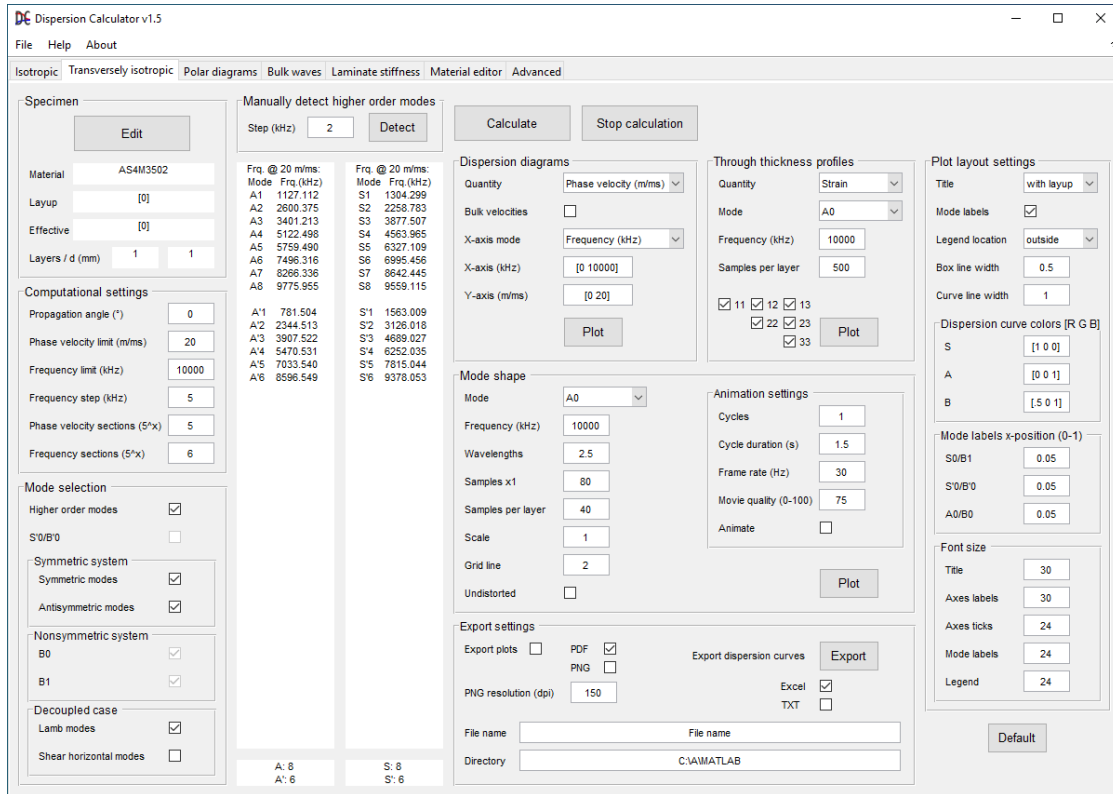 Dispersion Calculator v1.5
File Help About
Isotropic Transversely isotropic Polar diagrams Bulk waves Laminate stiffness Material editor Advanced
Specimen
Edit
Material AS4M3502
Layup [0]
Effective [0]
Layers / d (mm) 1 1
Computational settings
Propagation angle (°) 0
Phase velocity limit (m/ms) 20
Frequency limit (kHz) 10000
Frequency step (kHz) 5
Phase velocity sections (5^x) 5
Frequency sections (5^x) 6
Mode selection
Higher order modes
S'0/B'0
Symmetric system
Symmetric modes
Antisymmetric modes
Nonsymmetric system
B0
B1
Decoupled case
Lamb modes
Shear horizontal modes
Manually detect higher order modes
Step (kHz) 2 Detect
Frq. @ 20 m/ms:
Mode Frq.(kHz)
A1 1127.112
A2 2600.375
A3 3401.213
A4 5122.498
A5 5759.490
A6 7496.316
A7 8266.336
A8 9775.955
A'1 781.504
A'2 2344.513
A'3 3907.522
A'4 5470.531
A'5 7033.540
A'6 8596.549
A: 8
A': 6
Frq. @ 20 m/ms:
Mode Frq.(kHz)
S1 1304.299
S2 2258.783
S3 3877.507
S4 4563.965
S5 6327.109
S6 6995.456
S7 8642.445
S8 9559.115
S'1 1563.009
S'2 3126.018
S'3 4689.027
S'4 6252.035
S'5 7815.044
S'6 9378.053
S: 8
S': 6
Calculate Stop calculation
Dispersion diagrams
Quantity Phase velocity (m/ms)
Bulk velocities
X-axis mode Frequency (kHz)
X-axis (kHz) [0 10000]
Y-axis (m/ms) [0 20]
Plot
Through thickness profiles
Quantity Strain
Mode A0
Frequency (kHz) 10000
Samples per layer 500
11 12 13
22 23
33
Plot
Mode shape
Mode A0
Frequency (kHz) 10000
Wavelengths 2.5
Samples x1 80
Samples per layer 40
Scale 1
Grid line 2
Undistorted
Animation settings
Cycles 1
Cycle duration (s) 1.5
Frame rate (Hz) 30
Movie quality (0-100) 75
Animate
Plot
Export settings
Export plots PDF
PNG
PNG resolution (dpi) 150
Export dispersion curves Export
Excel
TXT
File name File name
Directory C:\A\MATLAB
Plot layout settings
Title with layup
Mode labels
Legend location outside
Box line width 0.5
Curve line width 1
Dispersion curve colors [R G B]
S [1 0 0]
A [0 0 1]
B [.5 0 1]
Mode labels x-position (0-1)
S0/B1 0.05
S'0/B'0 0.05
A0/B0 0.05
Font size
Title 30
Axes labels 30
Axes ticks 24
Mode labels 24
Legend 24
Default